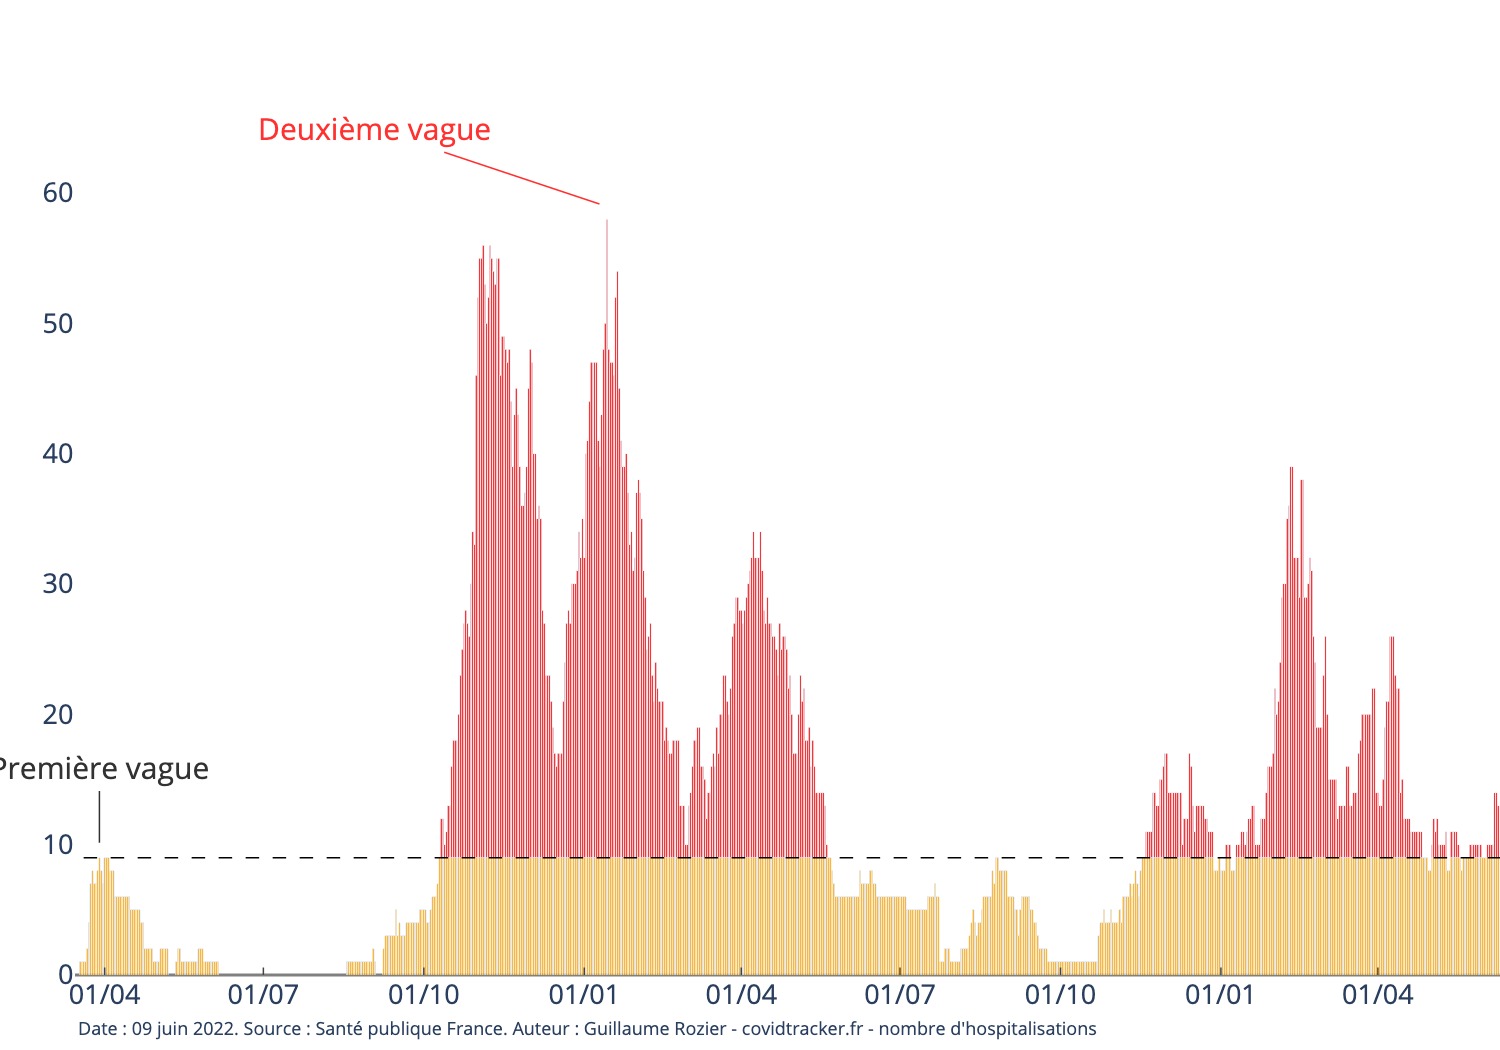 Deuxième vague
60
50
40
30
20
Première vague
10
0
01/04 01/07 01/10 01/01 01/04 01/07 01/10 01/01 01/04
Date : 09 juin 2022. Source : Santé publique France. Auteur : Guillaume Rozier - covidtracker.fr - nombre d'hospitalisations